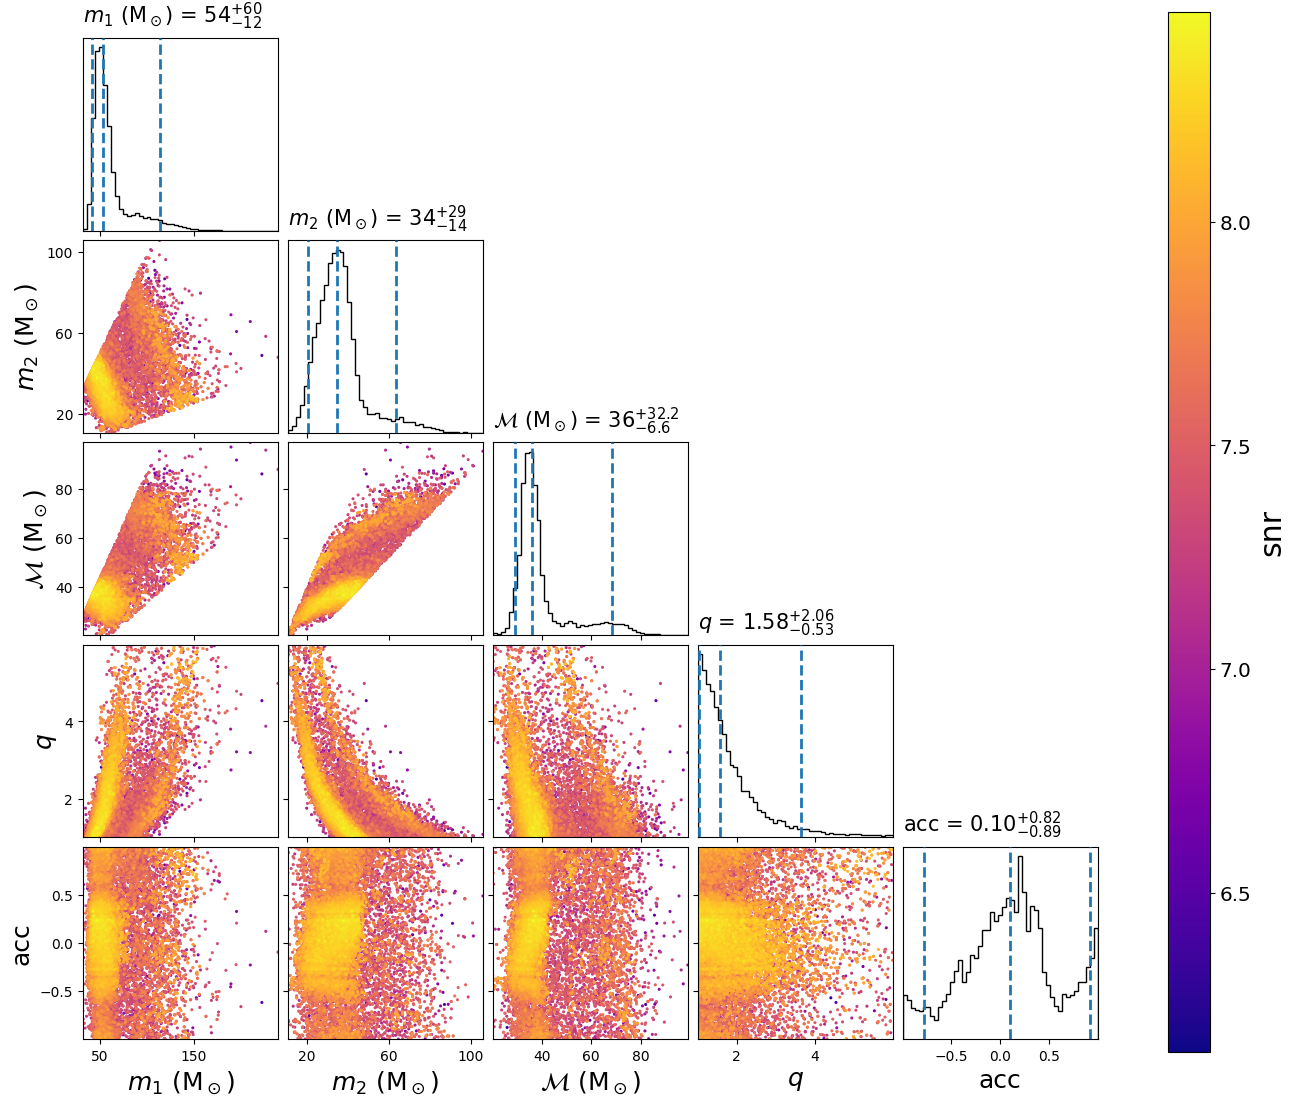 m₁ (M⊙) = 54+60−12
m₂ (M⊙) = 34+29−14
ℳ (M⊙) = 36+32.2−6.6
q = 1.58+2.06−0.53
acc = 0.10+0.82−0.89
m₂ (M⊙)
100
60
20
ℳ (M⊙)
80
60
40
q
4
2
acc
0.5
0.0
−0.5
50 150
m₁ (M⊙)
20 60 100
m₂ (M⊙)
40 60 80
ℳ (M⊙)
2 4
q
−0.5 0.0 0.5
acc
8.0
7.5
7.0
6.5
snr